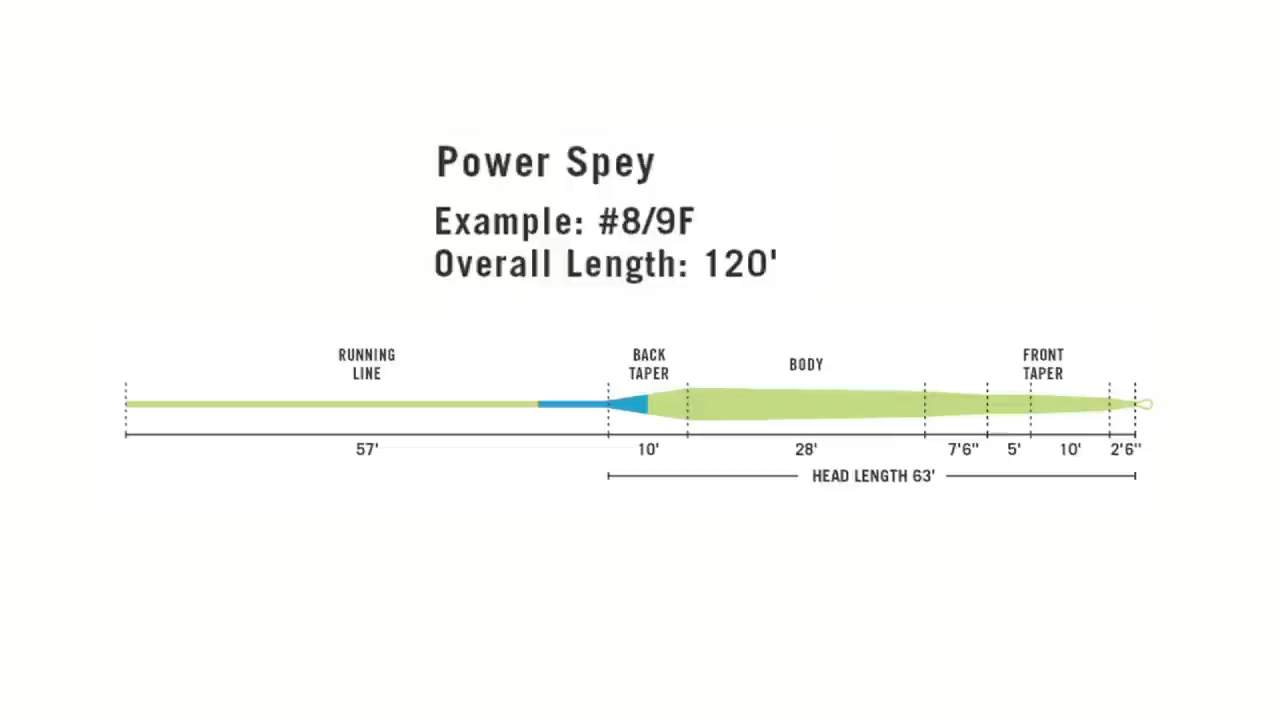 Power Spey
Example: #8/9F
Overall Length: 120'
RUNNING
LINE
BACK
TAPER
BODY
FRONT
TAPER
57'
10'
28'
7'6"
5'
10'
2'6"
HEAD LENGTH 63'